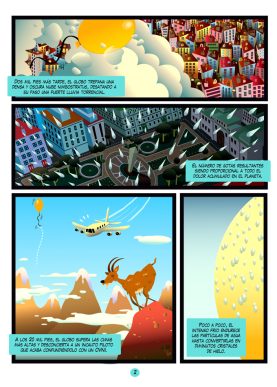 DOS MIL PIES MÁS TARDE, EL GLOBO TREPANA UNA
DENSA Y OSCURA NUBE NIMBOSTRATUS, DESATANDO A
SU PASO UNA FUERTE LLUVIA TORRENCIAL.
EL NÚMERO DE GOTAS RESULTANTES
SIENDO PROPORCIONAL A TODO EL
DOLOR ACUMULADO EN EL PLANETA.
A LOS 20 MIL PIES, EL GLOBO SUPERA LAS CIMAS
MÁS ALTAS Y DESCONCIERTA A UN INCAUTO PILOTO
QUE ACABA CONFUNDIÉNDOLO CON UN OVNI.
POCO A POCO, EL
INTENSO FRÍO ENVUELVE
LAS PARTÍCULAS DE AGUA
HASTA CONVERTIRLAS EN
DIMINUTOS CRISTALES
DE HIELO.
2